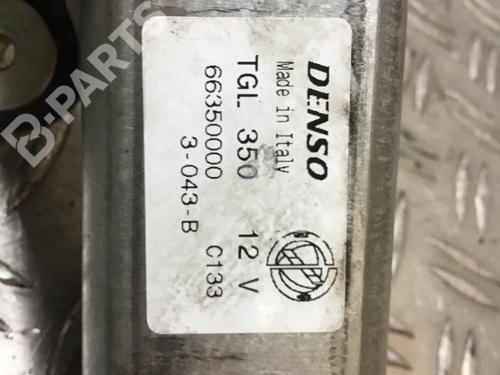 DENSO
Made in Italy
TGL 350 12 V
66350000
3-043-B C133
B-PARTS